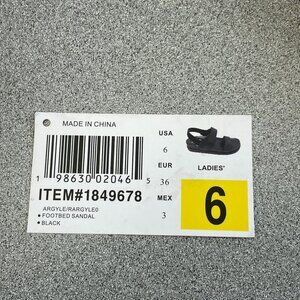 MADE IN CHINA
1 98630 02046 5
ITEM#1849678
ARGYLE/RARGYLE0
• FOOTBED SANDAL
• BLACK
USA
6
EUR
36
MEX
3
LADIES'
6